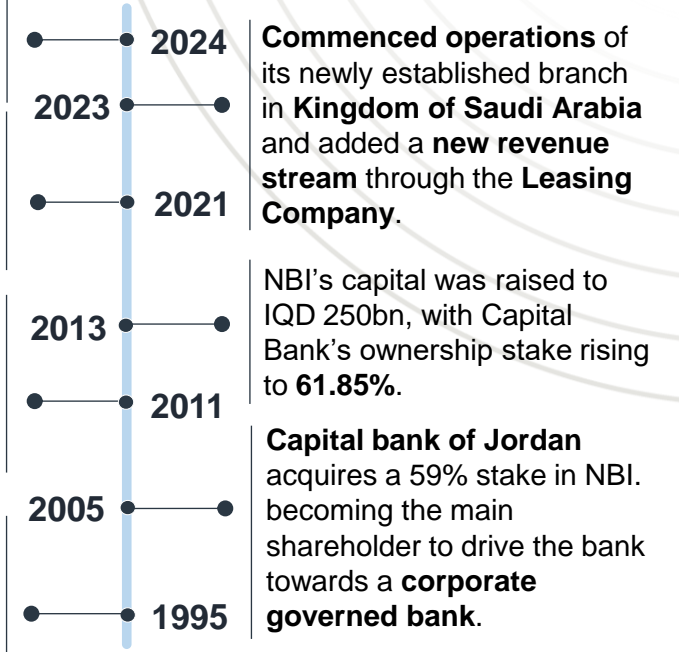 2024
Commenced operations of
its newly established branch
in Kingdom of Saudi Arabia
and added a new revenue
stream through the Leasing
Company.
2023
2021
NBI's capital was raised to
IQD 250bn, with Capital
Bank's ownership stake rising
to 61.85%.
2013
2011
Capital bank of Jordan
acquires a 59% stake in NBI.
becoming the main
shareholder to drive the bank
towards a corporate
governed bank.
2005
1995